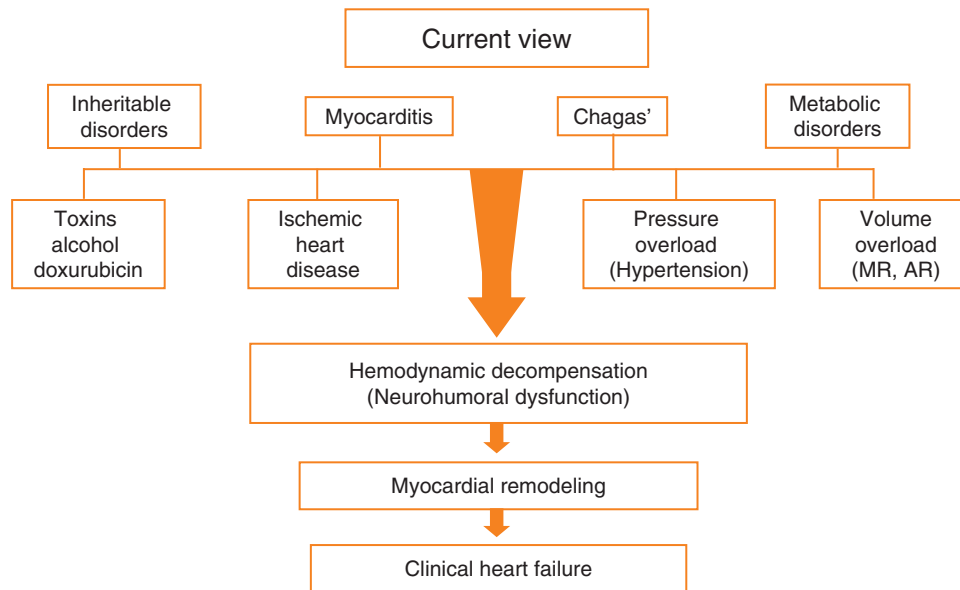 Current view
Inheritable
disorders
Myocarditis
Chagas’
Metabolic
disorders
Toxins
alcohol
doxurubicin
Ischemic
heart
disease
Pressure
overload
(Hypertension)
Volume
overload
(MR, AR)
Hemodynamic decompensation
(Neurohumoral dysfunction)
Myocardial remodeling
Clinical heart failure